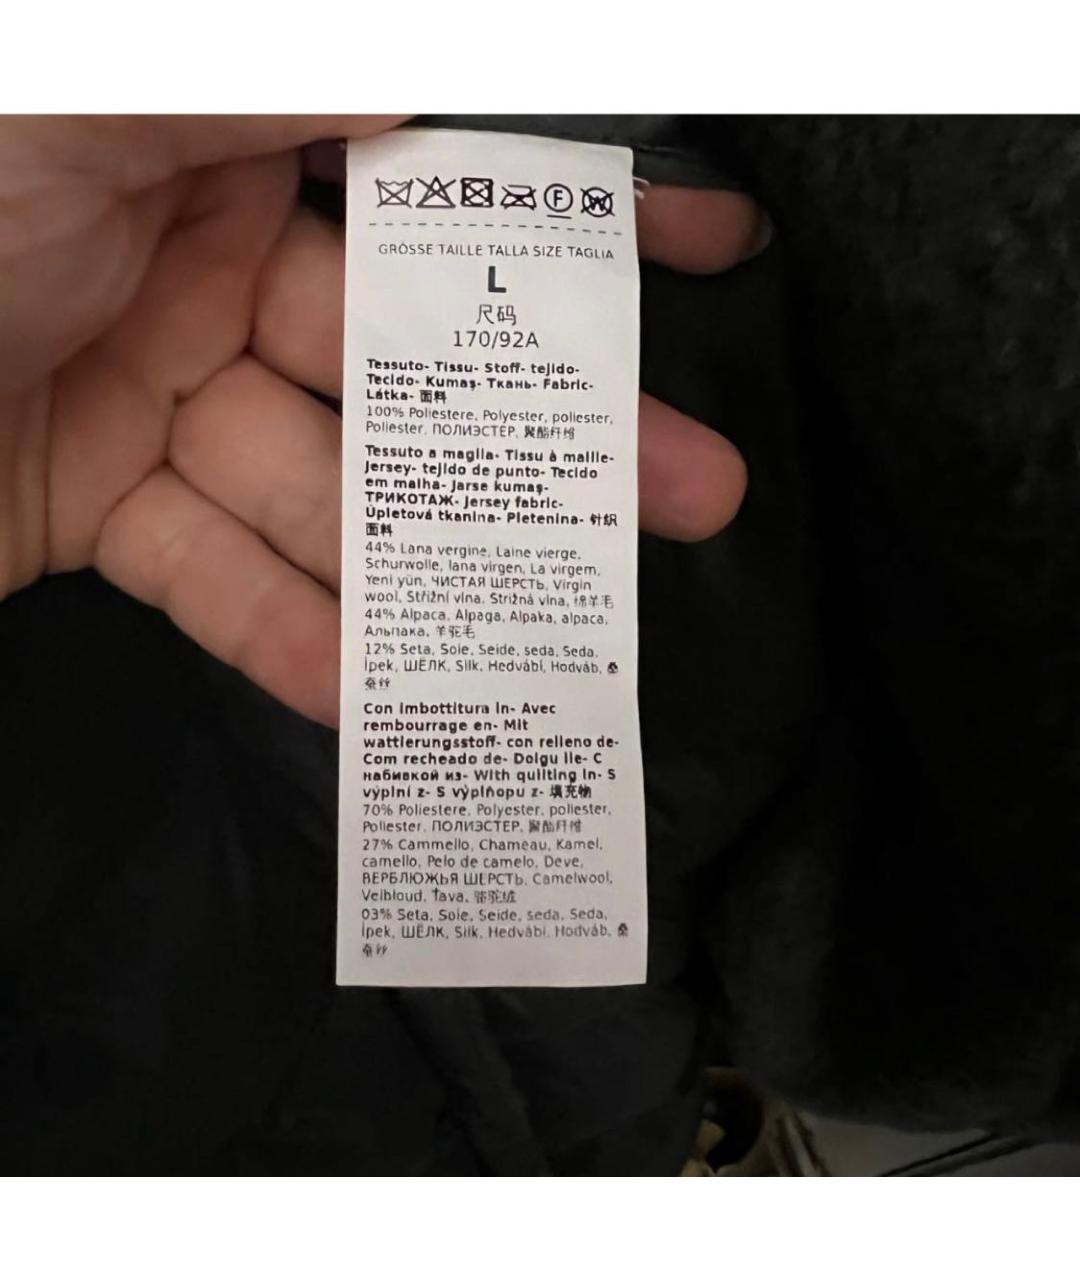 F W
GRÖSSE TAILLE TALLA SIZE TAGLIA
L
尺码
170/92A
Tessuto- Tissu- Stoff- tejido-
Tecido- Kumaş- Ткань- Fabric-
Látka- 面料
100% Poliestere, Polyester, poliester,
Poliester, ПОЛИЭСТЕР, 聚酯纤维
Tessuto a maglia- Tissu à maille-
Jersey- tejido de punto- Tecido
em malha- Jarse kumaş-
ТРИКОТАЖ- Jersey fabric-
Úpletová tkanina- Pletenina- 针织
面料
44% Lana vergine, Laine vierge,
Schurwolle, lana virgen, La virgem,
Yeni yün, ЧИСТАЯ ШЕРСТЬ, Virgin
wool, Střižní vlna, Strižná vlna, 绵羊毛
44% Alpaca, Alpaga, Alpaka, alpaca,
Альпака, 羊驼毛
12% Seta, Soie, Seide, seda, Seda,
İpek, ШЁЛК, Silk, Hedvábí, Hodváb, 桑
蚕丝
Con imbottitura in- Avec
rembourrage en- Mit
wattierungsstoff- con relleno de-
Com recheado de- Dolgu ile- С
набивкой из- With quilting in- S
výplní z- S výplňopu z- 填充物
70% Poliestere, Polyester, poliester,
Poliester, ПОЛИЭСТЕР, 聚酯纤维
27% Cammello, Chameau, Kamel,
camello, Pelo de camelo, Deve,
ВЕРБЛЮЖЬЯ ШЕРСТЬ, Camelwool,
Velbloud, Ťava, 骆驼绒
03% Seta, Soie, Seide, seda, Seda,
İpek, ШЁЛК, Silk, Hedvábí, Hodváb, 桑
蚕丝